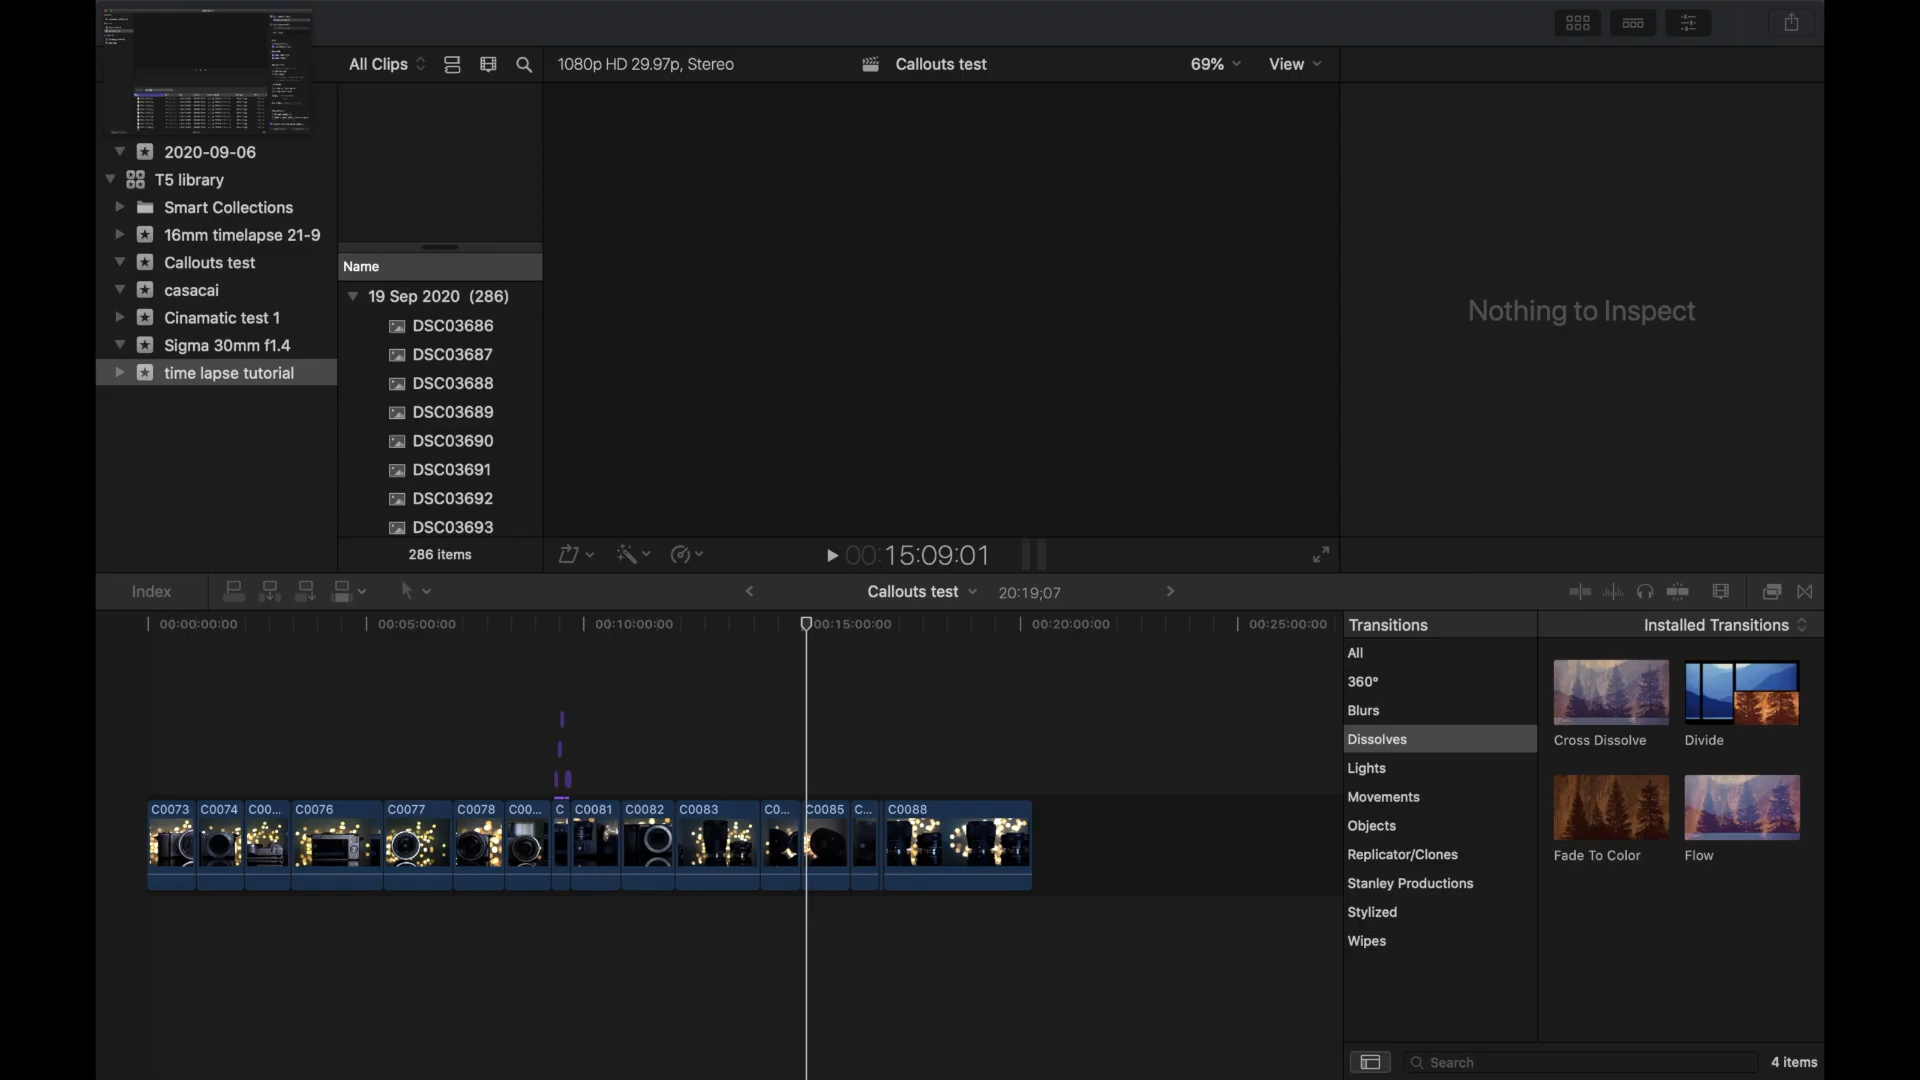 All Clips
1080p HD 29.97p, Stereo
Callouts test
69%
View
2020-09-06
T5 library
Smart Collections
16mm timelapse 21-9
Callouts test
casacai
Cinamatic test 1
Sigma 30mm f1.4
time lapse tutorial
Name
19 Sep 2020 (286)
DSC03686
DSC03687
DSC03688
DSC03689
DSC03690
DSC03691
DSC03692
DSC03693
286 items
Nothing to Inspect
00:15:09:01
Index
Callouts test
20:19;07
00:00:00:00
00:05:00:00
00:10:00:00
00:15:00:00
00:20:00:00
00:25:00:00
C0073
C0074
C00...
C0076
C0077
C0078
C00...
C
C0081
C0082
C0083
C0...
C0085
C...
C0088
Transitions
Installed Transitions
All
360°
Blurs
Dissolves
Lights
Movements
Objects
Replicator/Clones
Stanley Productions
Stylized
Wipes
Cross Dissolve
Divide
Fade To Color
Flow
Search
4 items